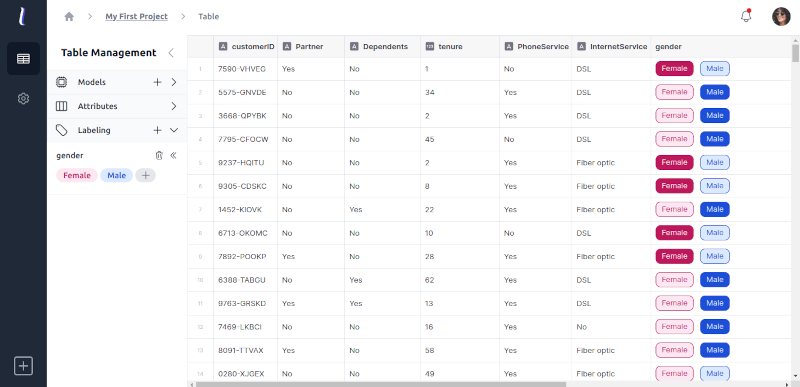 My First Project
Table
Table Management
Models
Attributes
Labeling
gender
Female Male
customerID Partner Dependents tenure PhoneService InternetService gender
1 7590-VHVEG Yes No 1 No DSL Female Male
2 5575-GNVDE No No 34 Yes DSL Female Male
3 3668-QPYBK No No 2 Yes DSL Female Male
4 7795-CFOCW No No 45 No DSL Female Male
5 9237-HQITU No No 2 Yes Fiber optic Female Male
6 9305-CDSKC No No 8 Yes Fiber optic Female Male
7 1452-KIOVK No Yes 22 Yes Fiber optic Female Male
8 6713-OKOMC No No 10 No DSL Female Male
9 7892-POOKP Yes No 28 Yes Fiber optic Female Male
10 6388-TABGU No Yes 62 Yes DSL Female Male
11 9763-GRSKD Yes Yes 13 Yes DSL Female Male
12 7469-LKBCI No No 16 Yes No Female Male
13 8091-TTVAX Yes No 58 Yes Fiber optic Female Male
14 0280-XJGEX No No 49 Yes Fiber optic Female Male